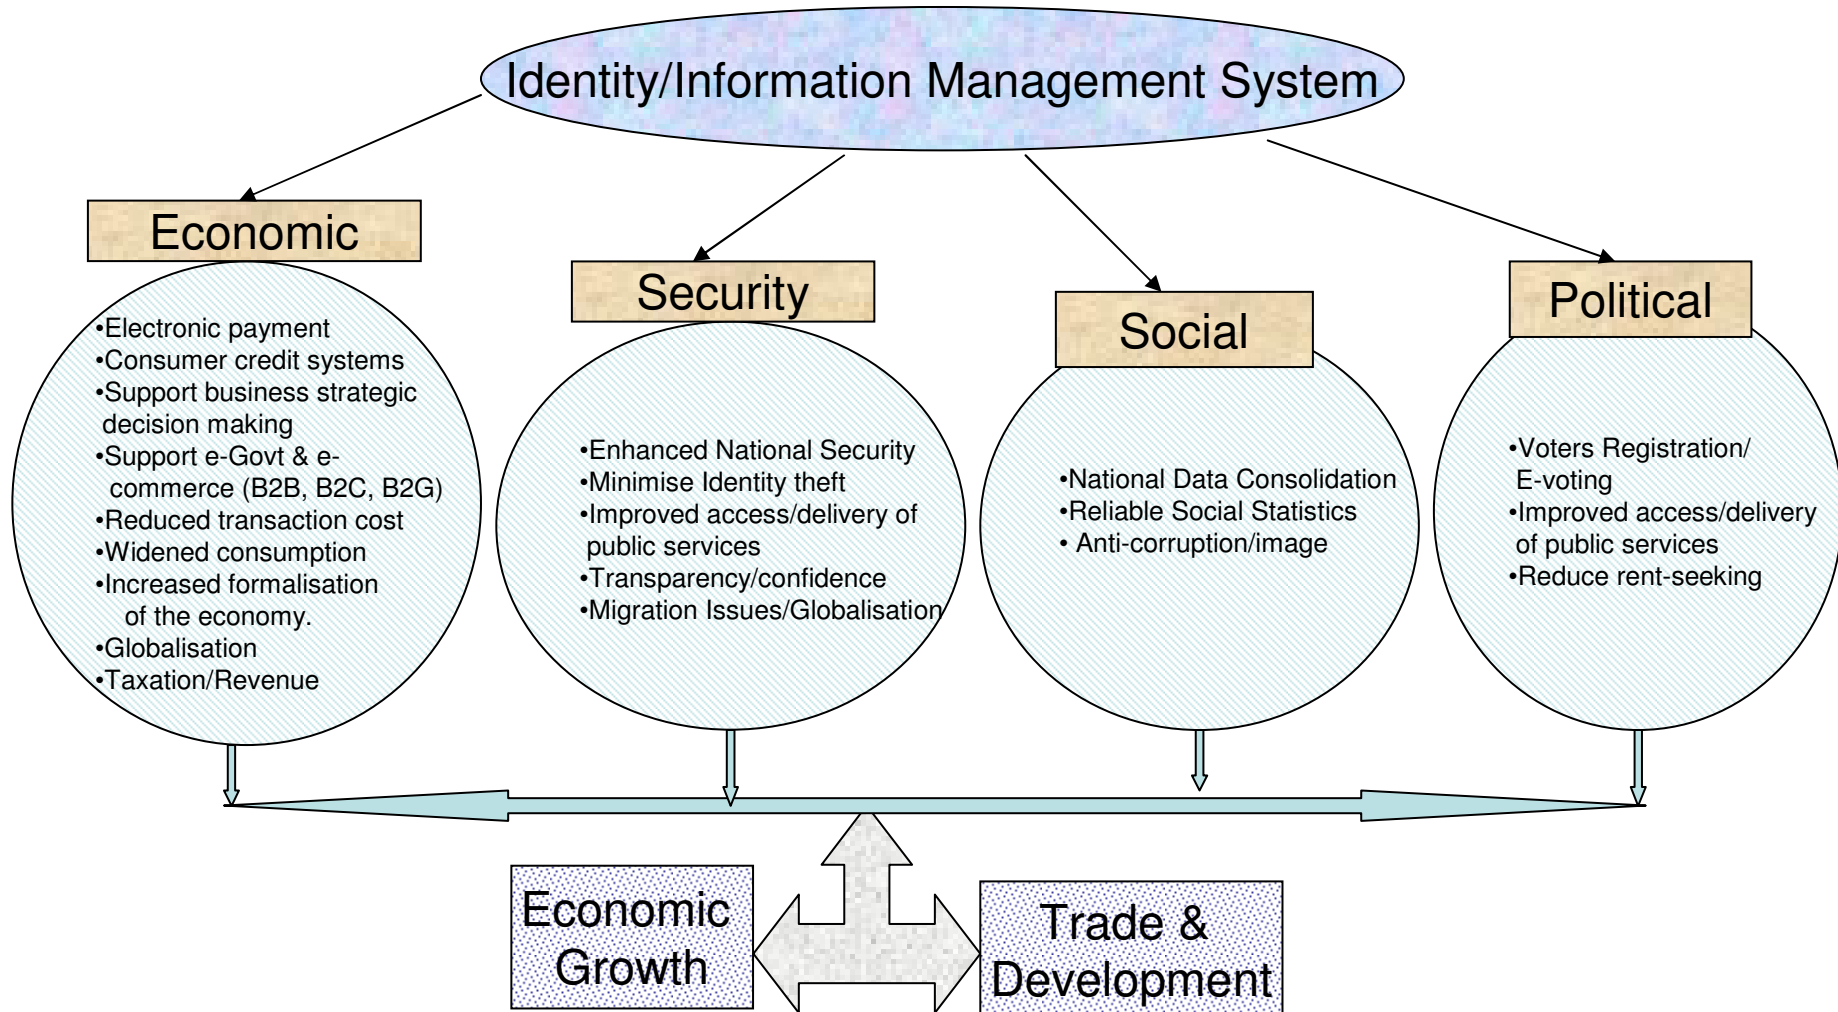 Identity/Information Management System
Economic
•Electronic payment
•Consumer credit systems
•Support business strategic
decision making
•Support e-Govt & e-
commerce (B2B, B2C, B2G)
•Reduced transaction cost
•Widened consumption
•Increased formalisation
of the economy.
•Globalisation
•Taxation/Revenue
Security
•Enhanced National Security
•Minimise Identity theft
•Improved access/delivery of
public services
•Transparency/confidence
•Migration Issues/Globalisation
Social
•National Data Consolidation
•Reliable Social Statistics
• Anti-corruption/image
Political
•Voters Registration/
E-voting
•Improved access/delivery
of public services
•Reduce rent-seeking
Economic
Growth
Trade &
Development